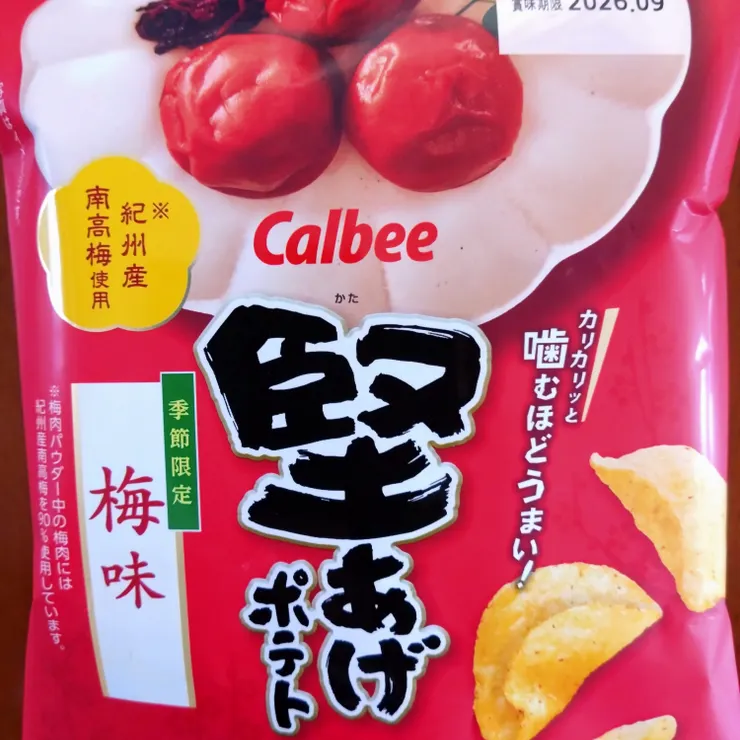 賞味期限 2026.09
Calbee
※紀州産
南高梅使用
かた
堅あげ
ポテト
カリカリッと
噛むほどうまい!
季節限定
梅味
※梅肉パウダー中の梅肉には
紀州産南高梅を90%使用しています。